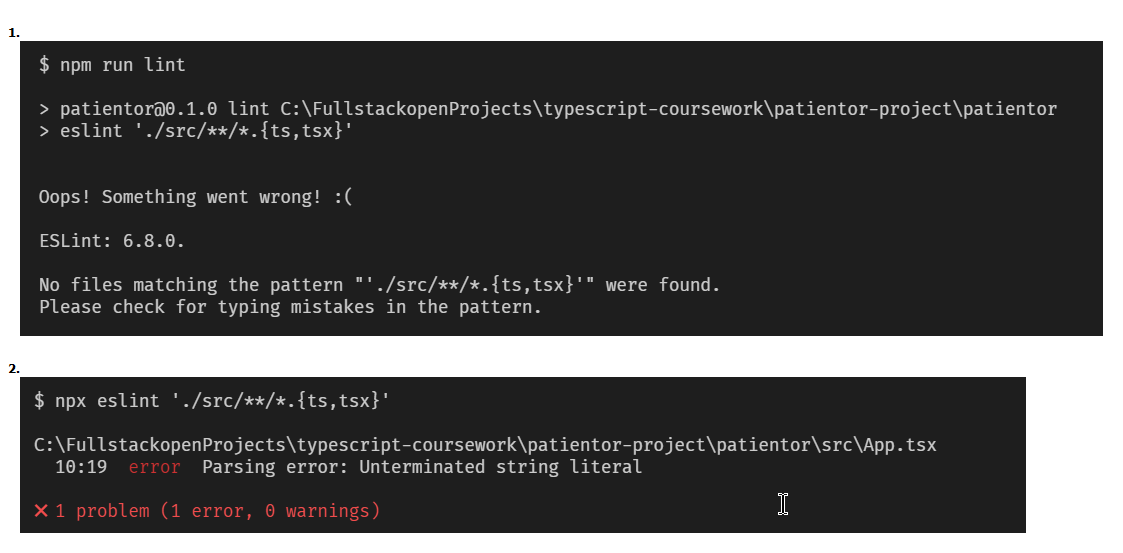 1.
$ npm run lint
> patientor@0.1.0 lint C:\FullstackopenProjects\typescript-coursework\patientor-project\patientor
> eslint './src/**/*.{ts,tsx}'
Oops! Something went wrong! :(
ESLint: 6.8.0.
No files matching the pattern "'./src/**/*.{ts,tsx}'" were found.
Please check for typing mistakes in the pattern.
2.
$ npx eslint './src/**/*.{ts,tsx}'
C:\FullstackopenProjects\typescript-coursework\patientor-project\patientor\src\App.tsx
10:19 error Parsing error: Unterminated string literal
✕ 1 problem (1 error, 0 warnings)